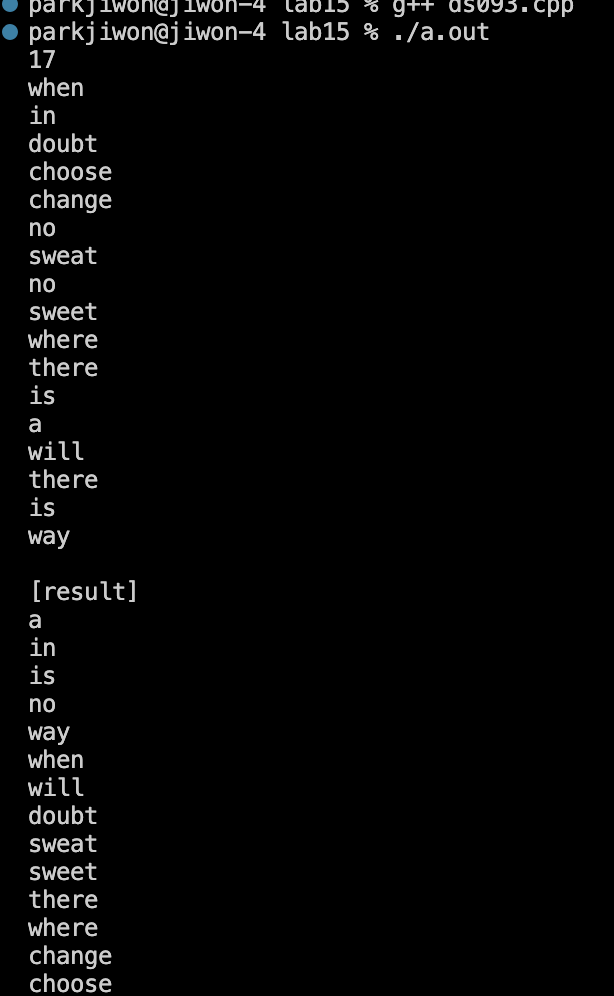 parkjiwon@jiwon-4 lab15 % g++ ds093.cpp
parkjiwon@jiwon-4 lab15 % ./a.out
17
when
in
doubt
choose
change
no
sweat
no
sweet
where
there
is
a
will
there
is
way
[result]
a
in
is
no
way
when
will
doubt
sweat
sweet
there
where
change
choose